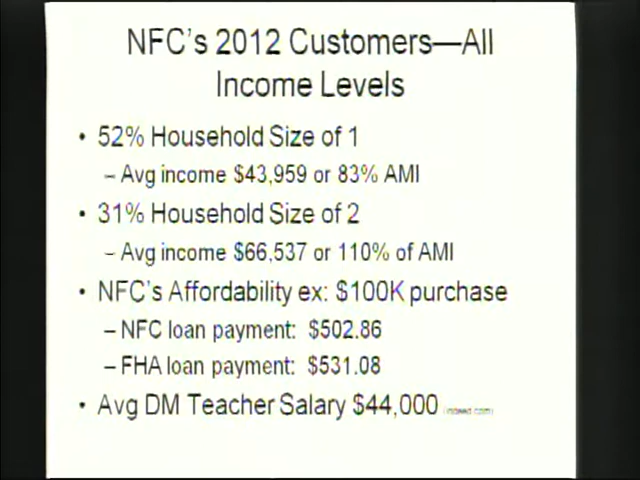 NFC's 2012 Customers—All
Income Levels
• 52% Household Size of 1
– Avg income $43,959 or 83% AMI
• 31% Household Size of 2
– Avg income $66,537 or 110% of AMI
• NFC's Affordability ex: $100K purchase
– NFC loan payment: $502.86
– FHA loan payment: $531.08
• Avg DM Teacher Salary $44,000 (indeed.com)